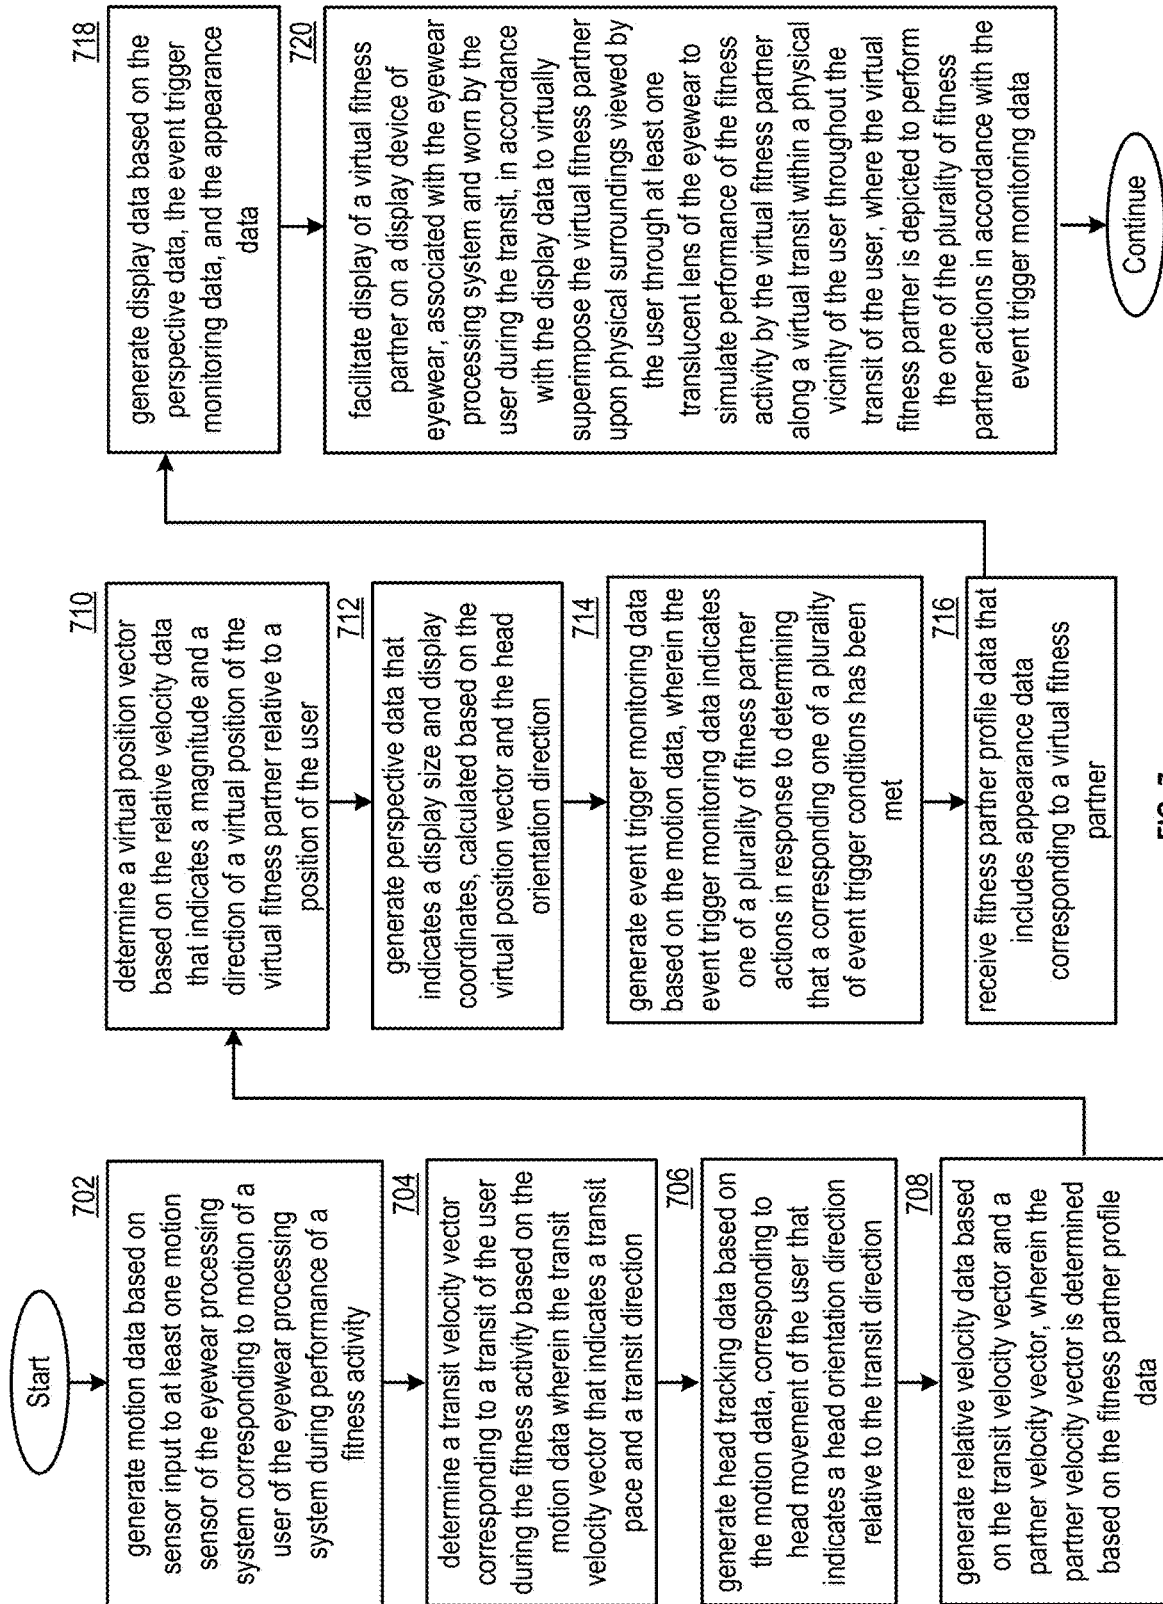 Start
702
generate motion data based on
sensor input to at least one motion
sensor of the eyewear processing
system corresponding to motion of a
user of the eyewear processing
system during performance of a
fitness activity
704
determine a transit velocity vector
corresponding to a transit of the user
during the fitness activity based on the
motion data wherein the transit
velocity vector that indicates a transit
pace and a transit direction
706
generate head tracking data based on
the motion data, corresponding to
head movement of the user that
indicates a head orientation direction
relative to the transit direction
708
generate relative velocity data based
on the transit velocity vector and a
partner velocity vector, wherein the
partner velocity vector is determined
based on the fitness partner profile
data
710
determine a virtual position vector
based on the relative velocity data
that indicates a magnitude and a
direction of a virtual position of the
virtual fitness partner relative to a
position of the user
712
generate perspective data that
indicates a display size and display
coordinates, calculated based on the
virtual position vector and the head
orientation direction
714
generate event trigger monitoring data
based on the motion data, wherein the
event trigger monitoring data indicates
one of a plurality of fitness partner
actions in response to determining
that a corresponding one of a plurality
of event trigger conditions has been
met
716
receive fitness partner profile data that
includes appearance data
corresponding to a virtual fitness
partner
718
generate display data based on the
perspective data, the event trigger
monitoring data, and the appearance
data
720
facilitate display of a virtual fitness
partner on a display device of
eyewear, associated with the eyewear
processing system and worn by the
user during the transit, in accordance
with the display data to virtually
superimpose the virtual fitness partner
upon physical surroundings viewed by
the user through at least one
translucent lens of the eyewear to
simulate performance of the fitness
activity by the virtual fitness partner
along a virtual transit within a physical
vicinity of the user throughout the
transit of the user, where the virtual
fitness partner is depicted to perform
the one of the plurality of fitness
partner actions in accordance with the
event trigger monitoring data
Continue
FIG. 7